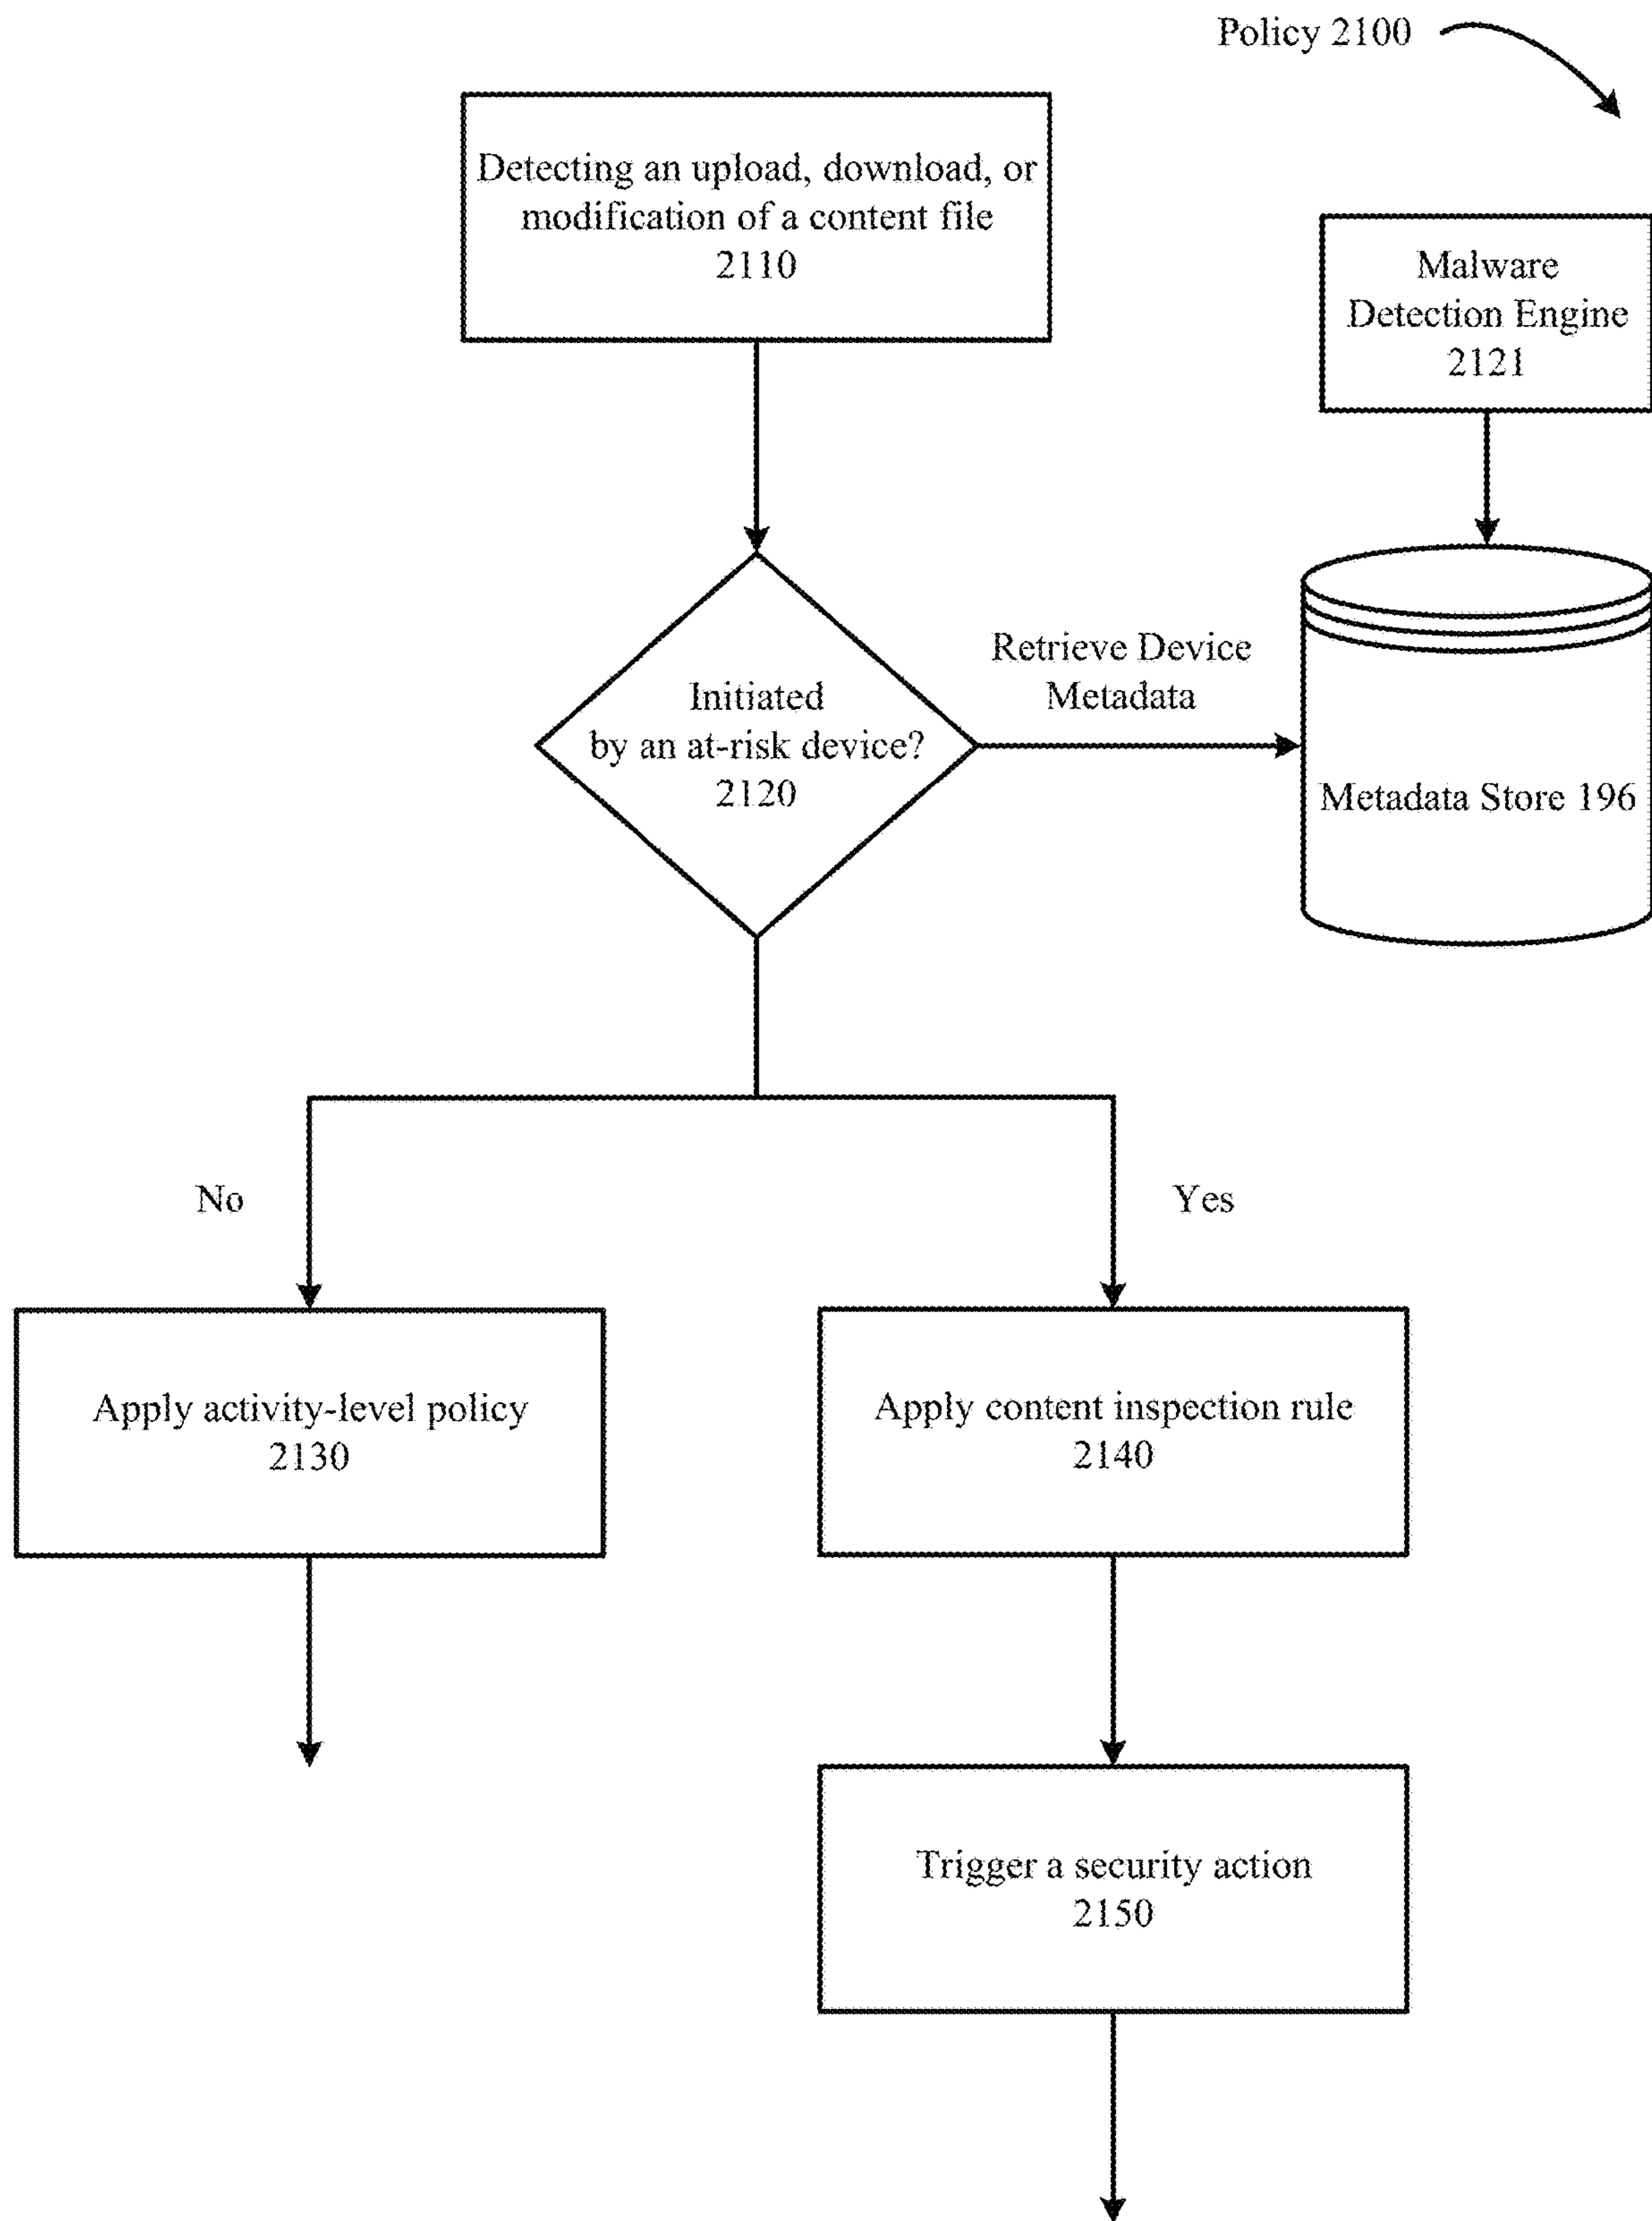 Policy 2100
Detecting an upload, download, or
modification of a content file
2110
Malware
Detection Engine
2121
Retrieve Device
Metadata
Initiated
by an at-risk device?
2120
Metadata Store 196
No
Yes
Apply activity-level policy
2130
Apply content inspection rule
2140
Trigger a security action
2150